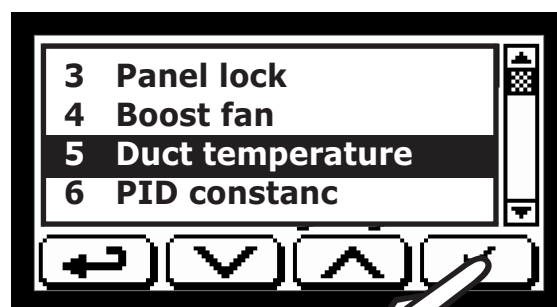 3 Panel lock
4 Boost fan
5 Duct temperature
6 PID constanc